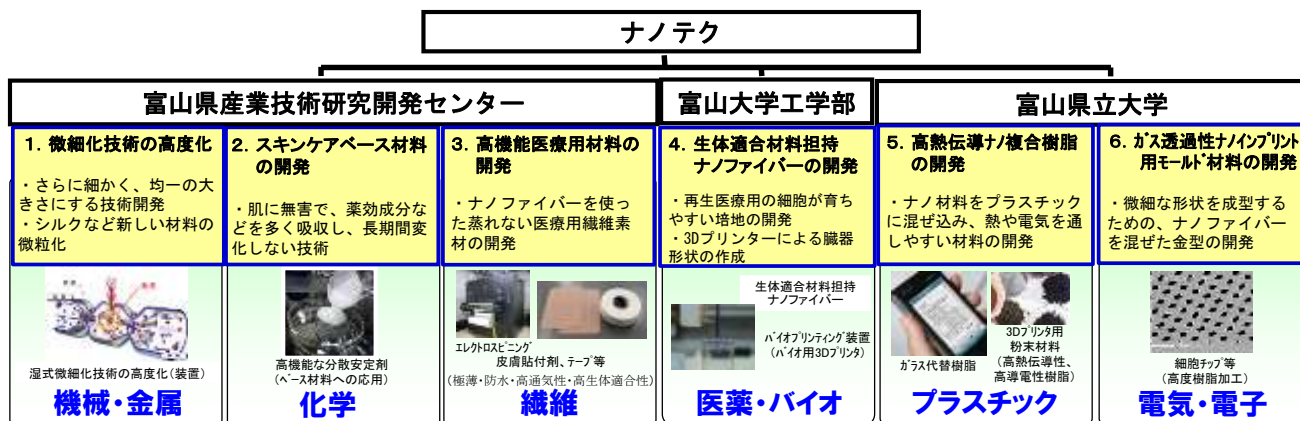 ナノテク
富山県産業技術研究開発センター
富山大学工学部
富山県立大学
1. 微細化技術の高度化
・さらに細かく、均一の大
きさにする技術開発
・シルクなど新しい材料の
微粒化
湿式微細化技術の高度化(装置)
機械・金属
2. スキンケアベース材料
の開発
・肌に無害で、薬効成分な
どを多く吸収し、長期間変
化しない技術
高機能な分散安定剤
(ベース材料への応用)
化学
3. 高機能医療用材料の
開発
・ナノファイバーを使っ
た蒸れない医療用繊維素
材の開発
エレクトロスピニング
皮膚貼付剤、テープ等
(極薄・防水・高通気性・高生体適合性)
繊維
4. 生体適合材料担持
ナノファイバーの開発
・再生医療用の細胞が育ち
やすい培地の開発
・3Dプリンターによる臓器
形状の作成
生体適合材料担持
ナノファイバー
バイオプリンティング装置
(バイオ用3Dプリンタ)
医薬・バイオ
5. 高熱伝導ナノ複合樹脂
の開発
・ナノ材料をプラスチック
に混ぜ込み、熱や電気を通
しやすい材料の開発
ガラス代替樹脂
3Dプリンタ用
粉末材料
(高熱伝導性、
高導電性樹脂)
プラスチック
6. ガス透過性ナノインプリント
用モールド材料の開発
・微細な形状を成型する
ための、ナノファイバー
を混ぜた金型の開発
細胞チップ等
(高度樹脂加工)
電気・電子